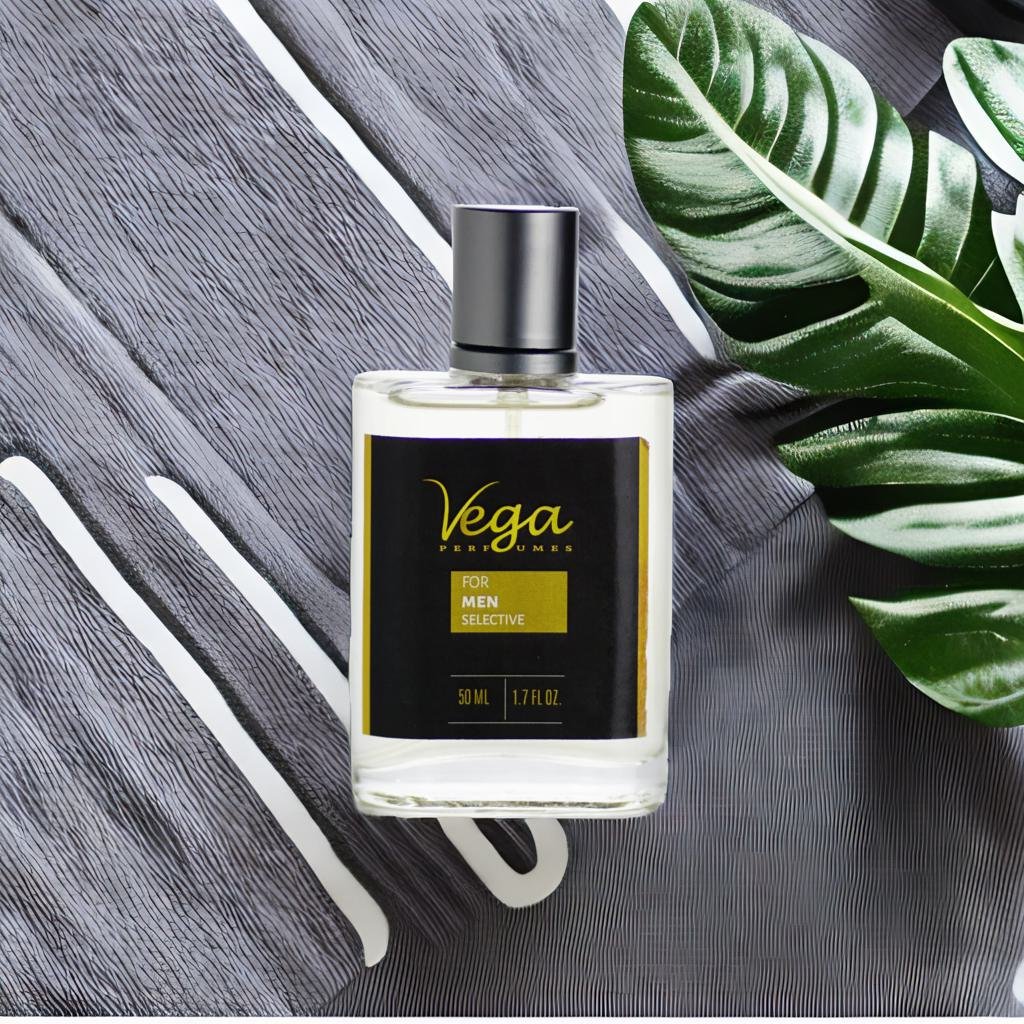 Vega
PERFUMES
FOR
MEN
SELECTIVE
50 ML 1.7 FL OZ.